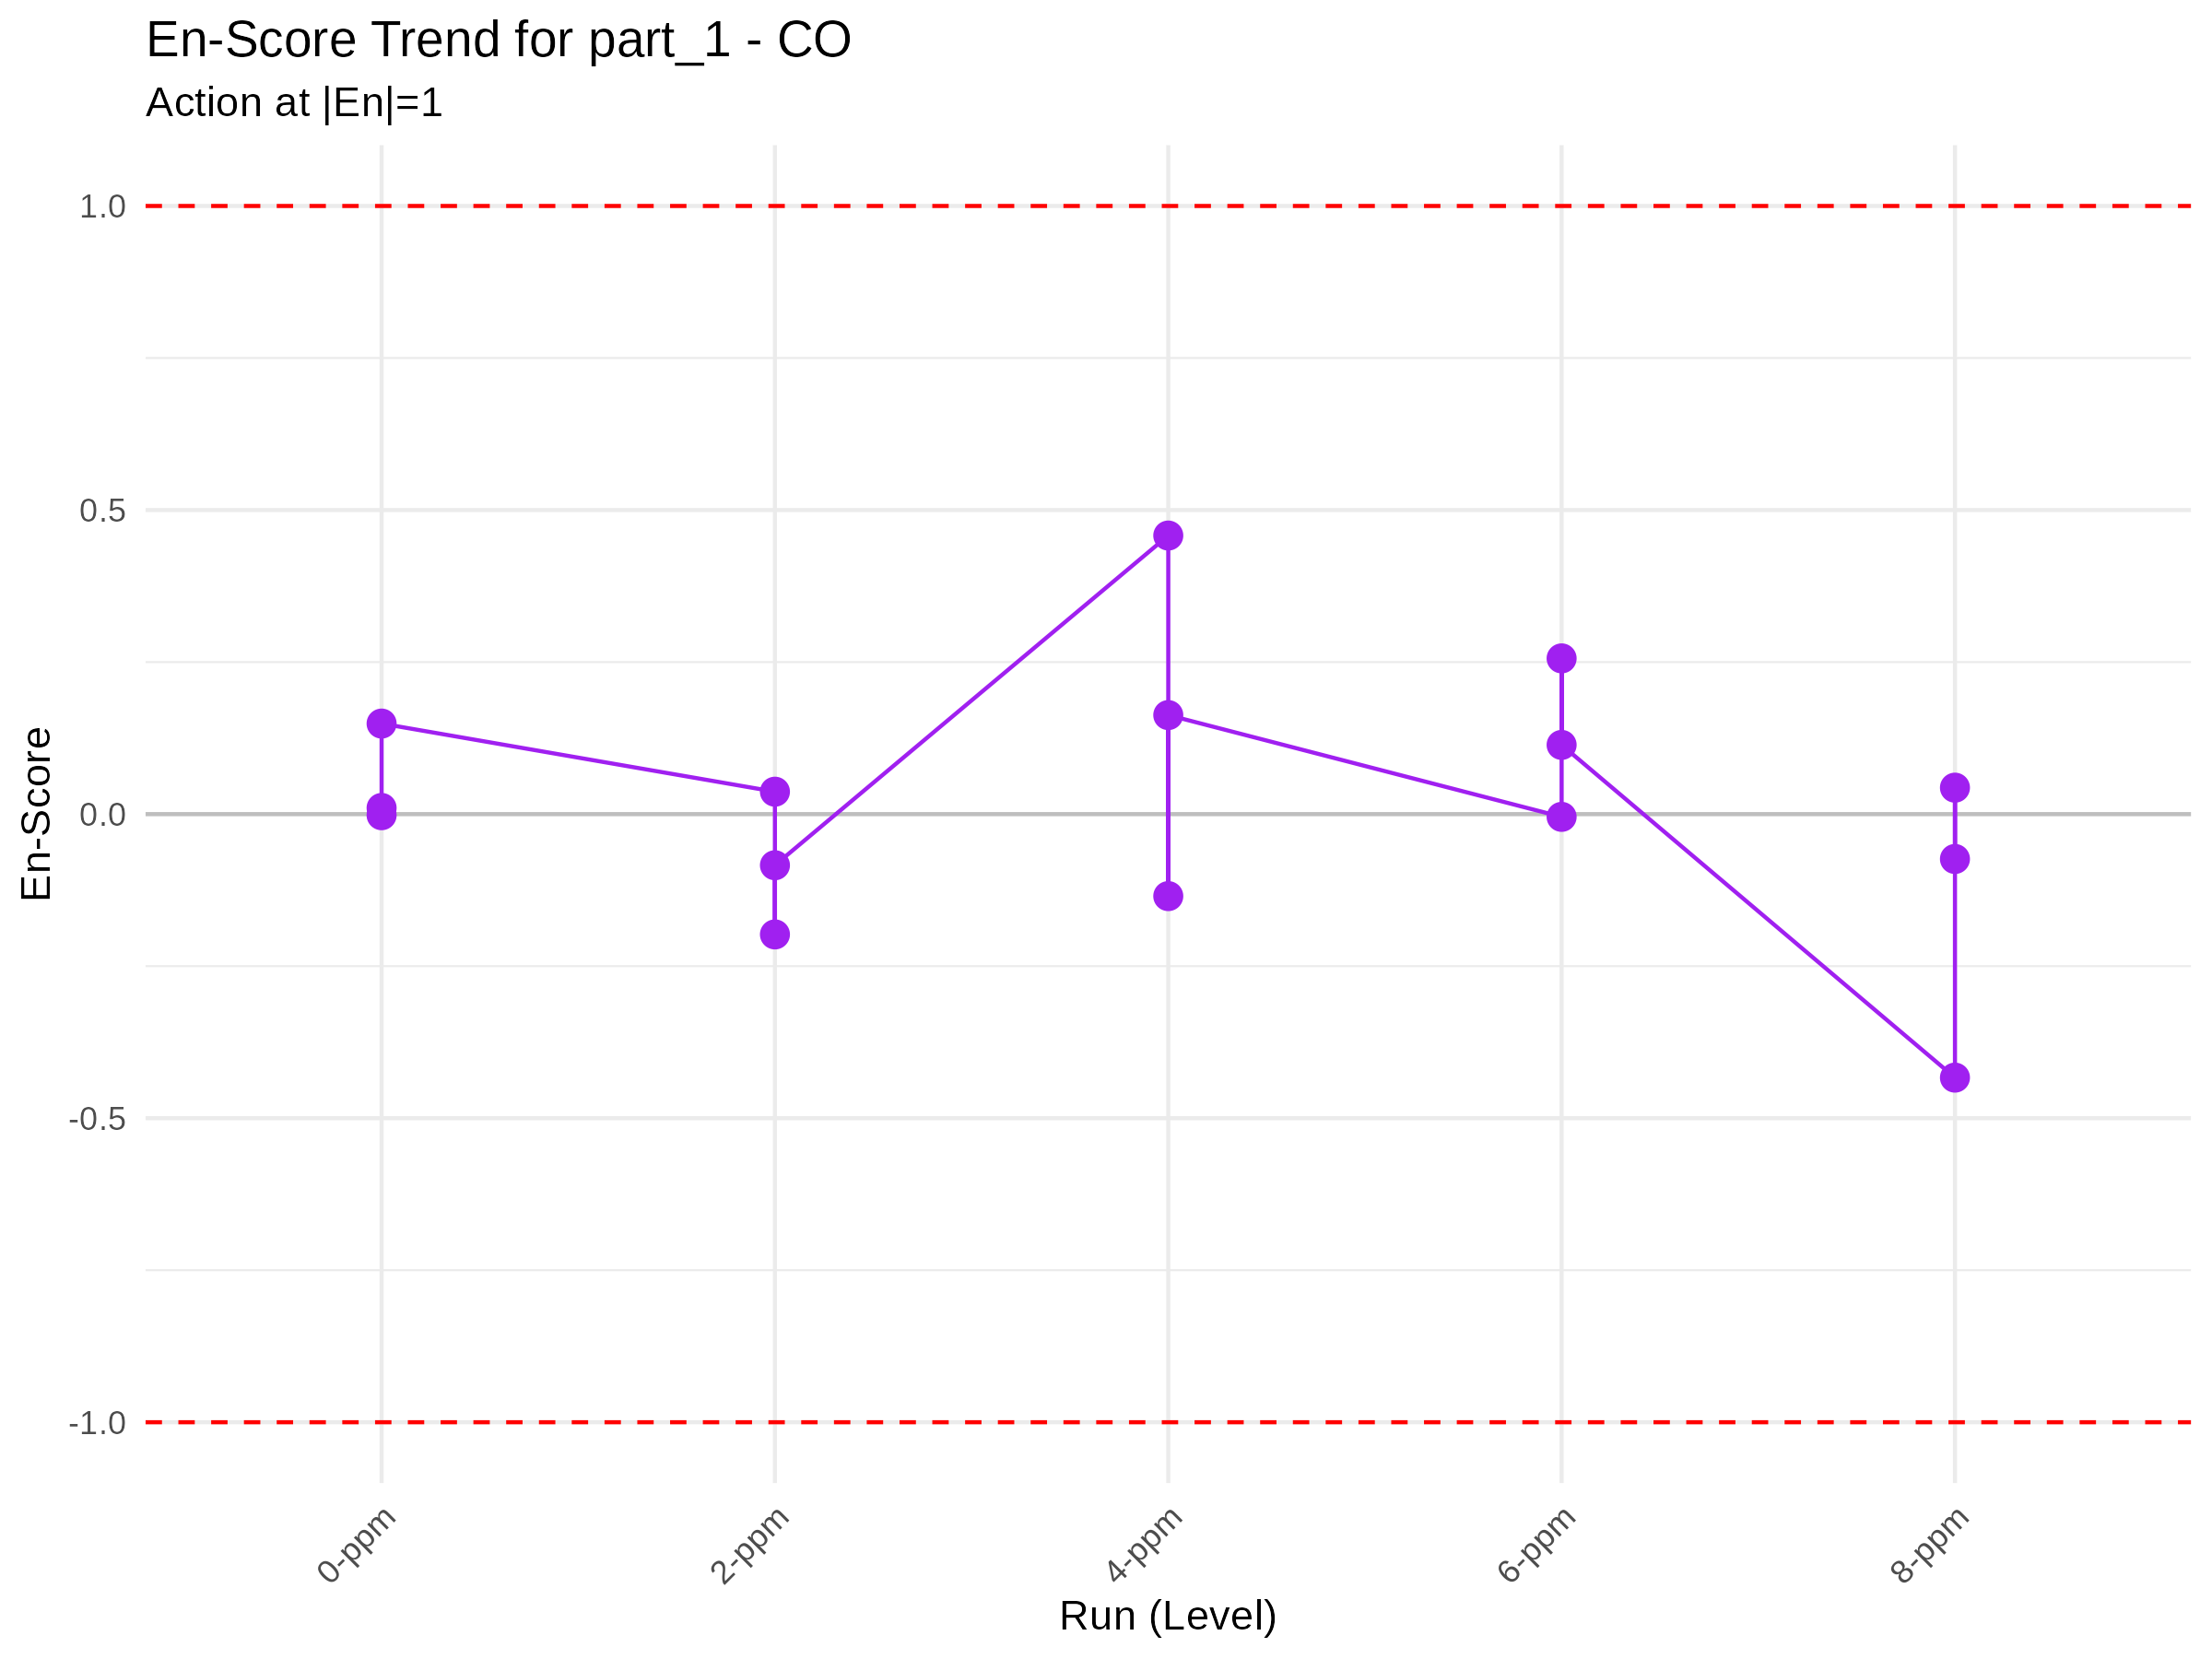 En-Score Trend for part_1 - CO
Action at |En|=1
1.0
0.5
0.0
-0.5
-1.0
En-Score
0-ppm
2-ppm
4-ppm
6-ppm
8-ppm
Run (Level)